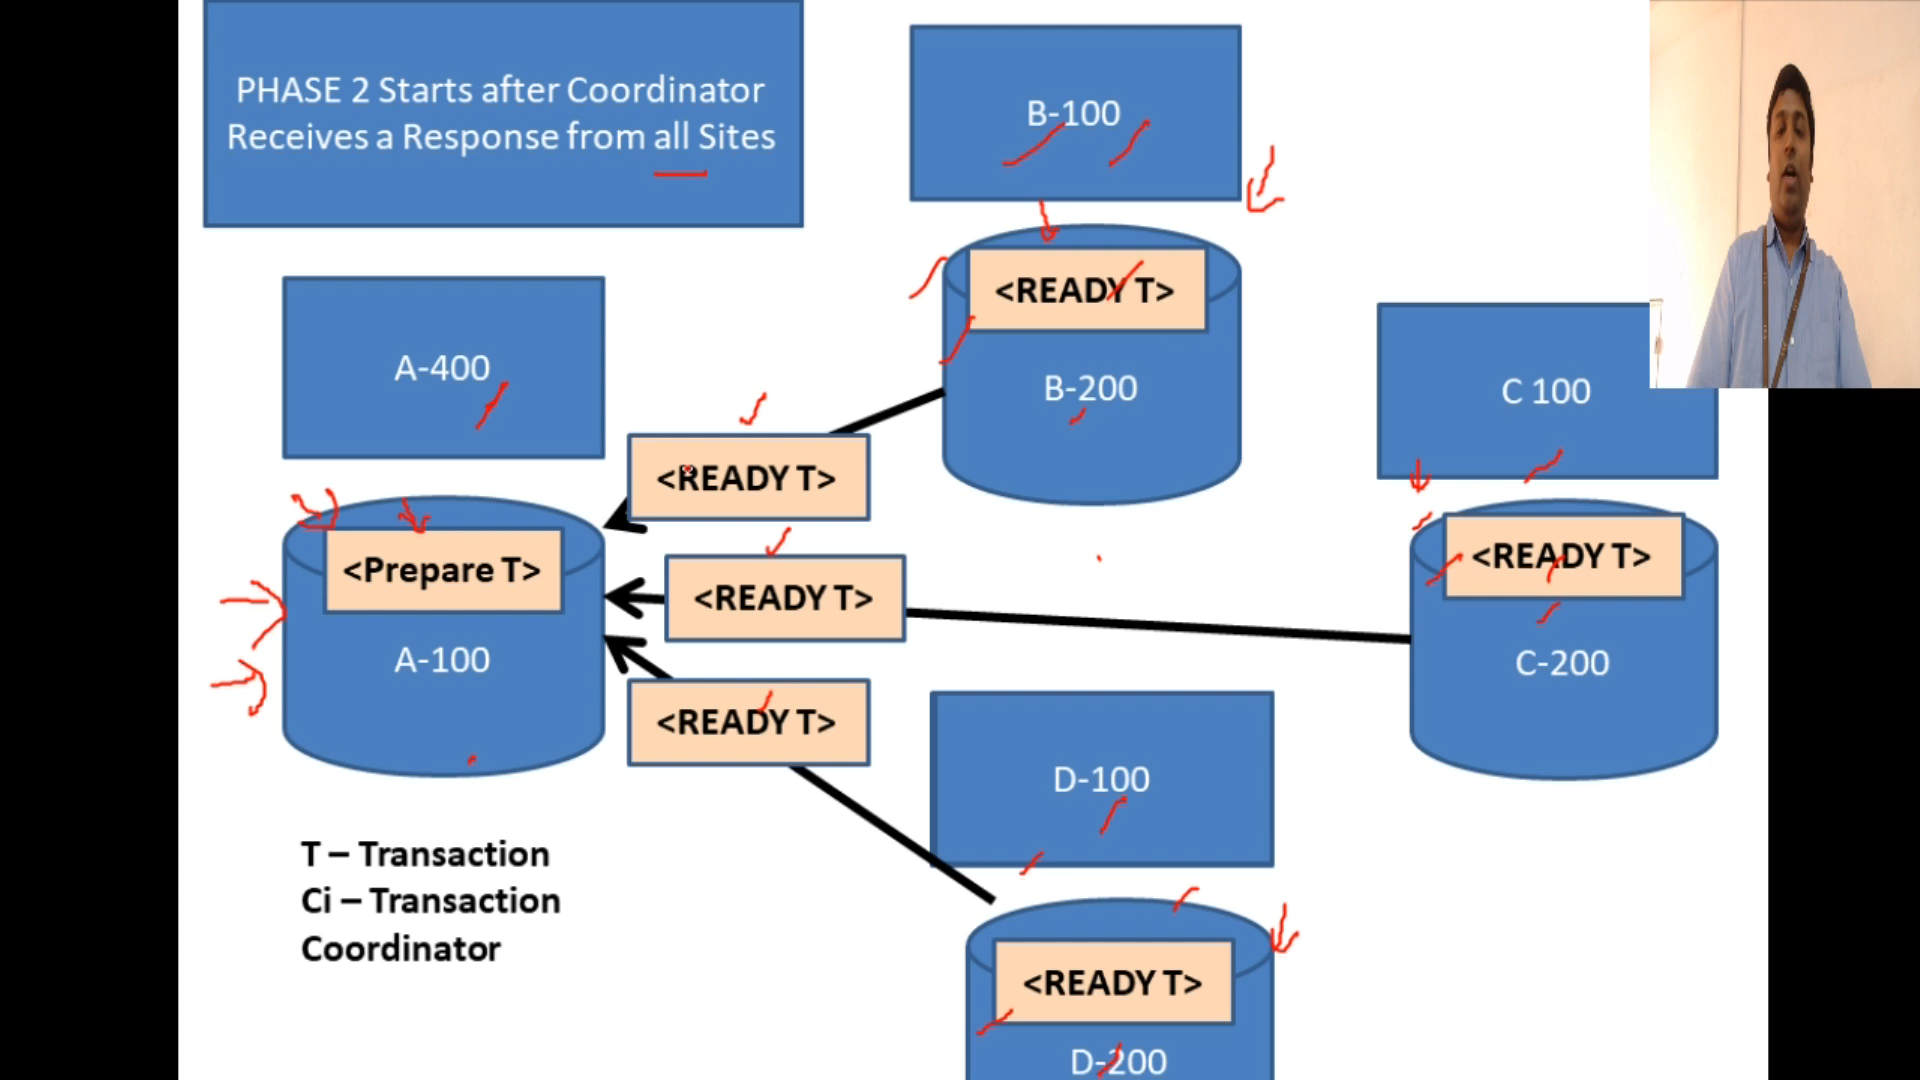 PHASE 2 Starts after Coordinator
Receives a Response from all Sites
B-100
<READY T>
B-200
A-400
C 100
<READY T>
<Prepare T>
A-100
<READY T>
<READY T>
C-200
<READY T>
D-100
T – Transaction
Ci – Transaction
Coordinator
<READY T>
D-200